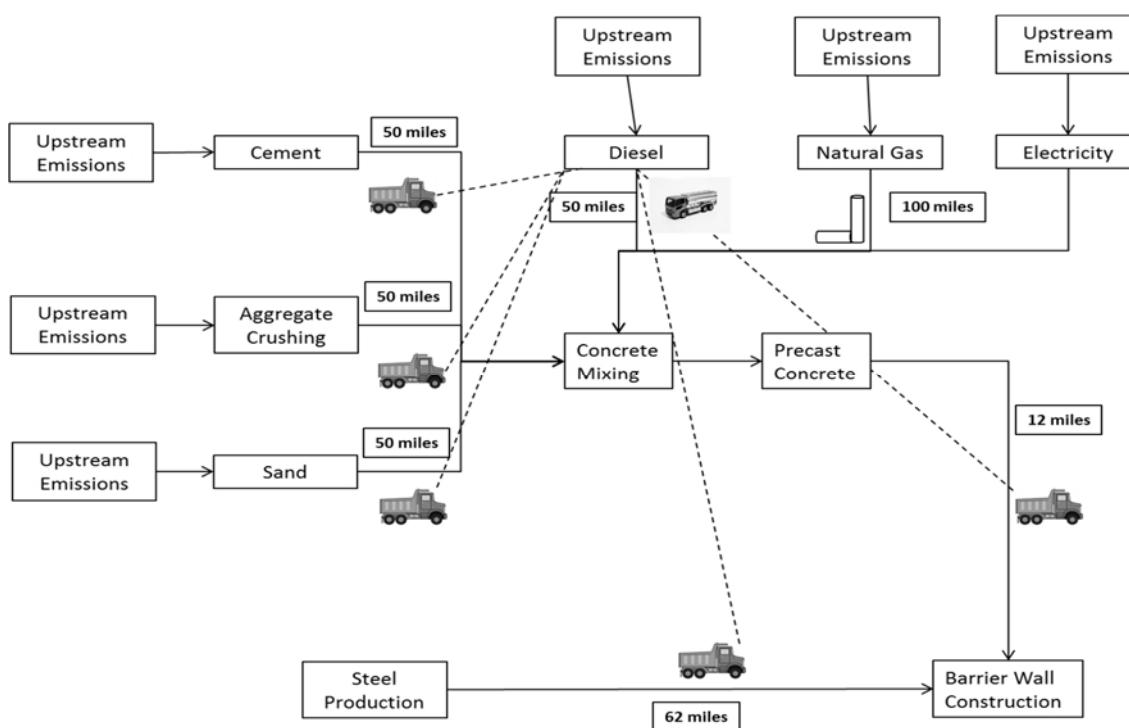 Upstream
Emissions
Upstream
Emissions
Upstream
Emissions
50 miles
Upstream
Emissions
Cement
Diesel
Natural Gas
Electricity
50 miles
100 miles
50 miles
Upstream
Emissions
Aggregate
Crushing
Concrete
Mixing
Precast
Concrete
12 miles
50 miles
Upstream
Emissions
Sand
Steel
Production
Barrier Wall
Construction
62 miles